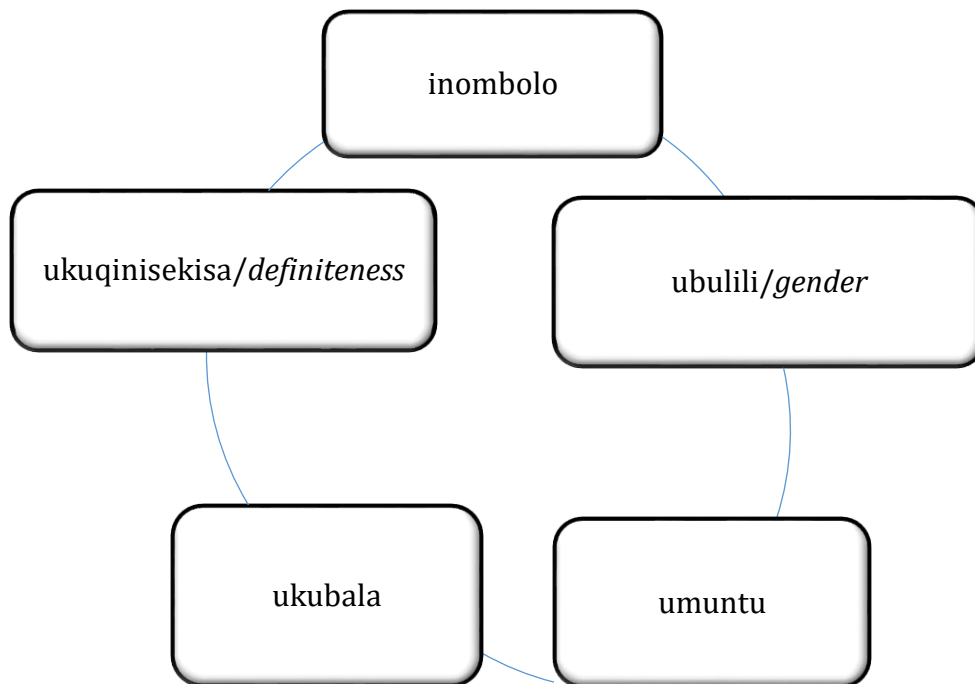 inombolo
ukuqinisekisa/definiteness
ubulili/gender
ukubala
umuntu